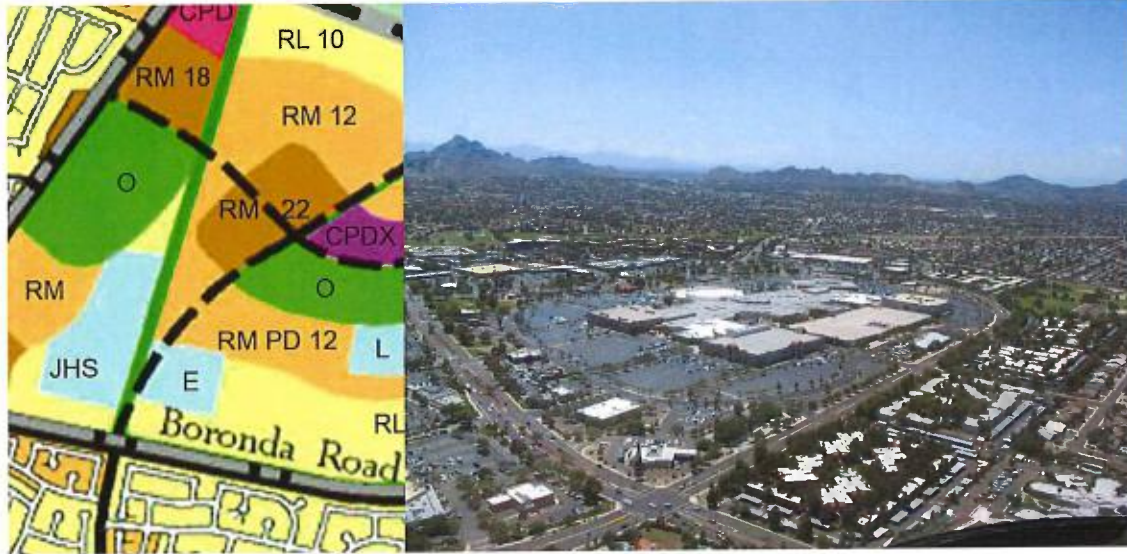 CPD
RL 10
RM 18
RM 12
O
RM 22
CPDX
RM
O
RM PD 12
L
JHS
E
RL
Boronda Road